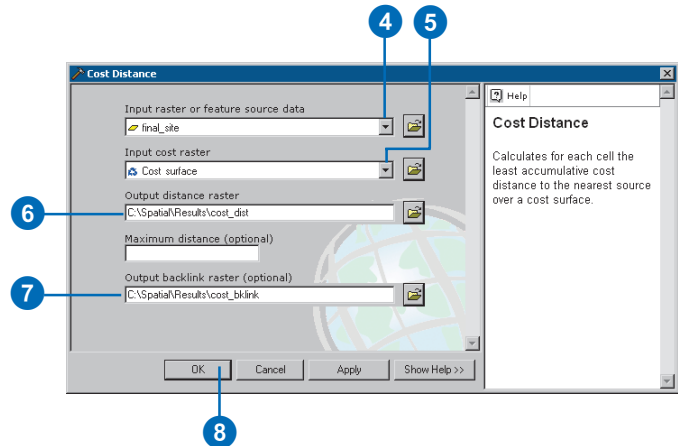 4 5
Cost Distance
Input raster or feature source data
final_site
Input cost raster
Cost surface
Output distance raster
6
C:\Spatial\Results\cost_dist
Maximum distance (optional)
Output backlink raster (optional)
7
C:\Spatial\Results\cost_bklink
OK Cancel Apply Show Help >>
8
Help
Cost Distance
Calculates for each cell the
least accumulative cost
distance to the nearest source
over a cost surface.